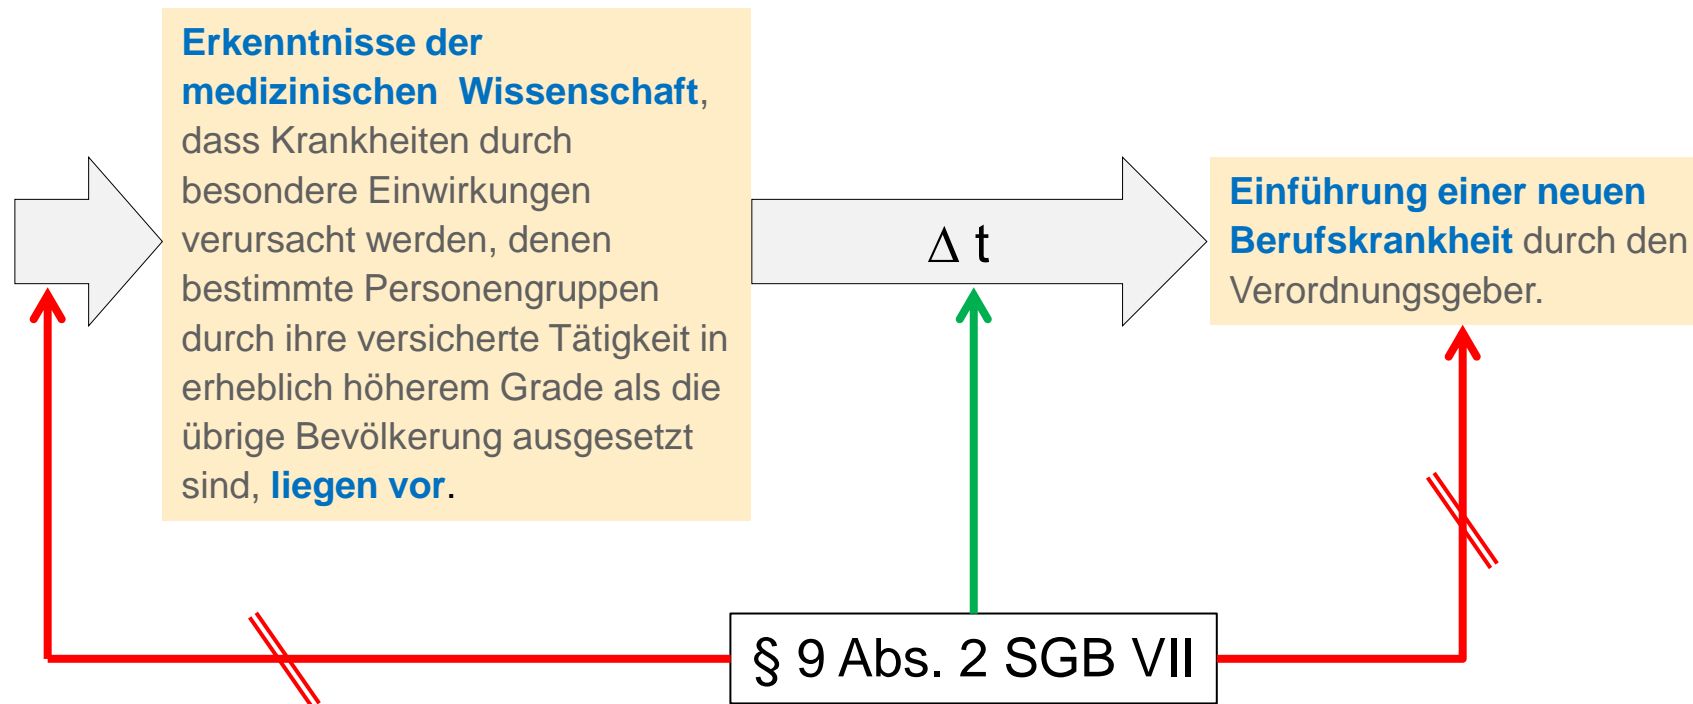 Erkenntnisse der
medizinischen Wissenschaft,
dass Krankheiten durch
besondere Einwirkungen
verursacht werden, denen
bestimmte Personengruppen
durch ihre versicherte Tätigkeit in
erheblich höherem Grade als die
übrige Bevölkerung ausgesetzt
sind, liegen vor.
Δ t
Einführung einer neuen
Berufskrankheit durch den
Verordnungsgeber.
§ 9 Abs. 2 SGB VII